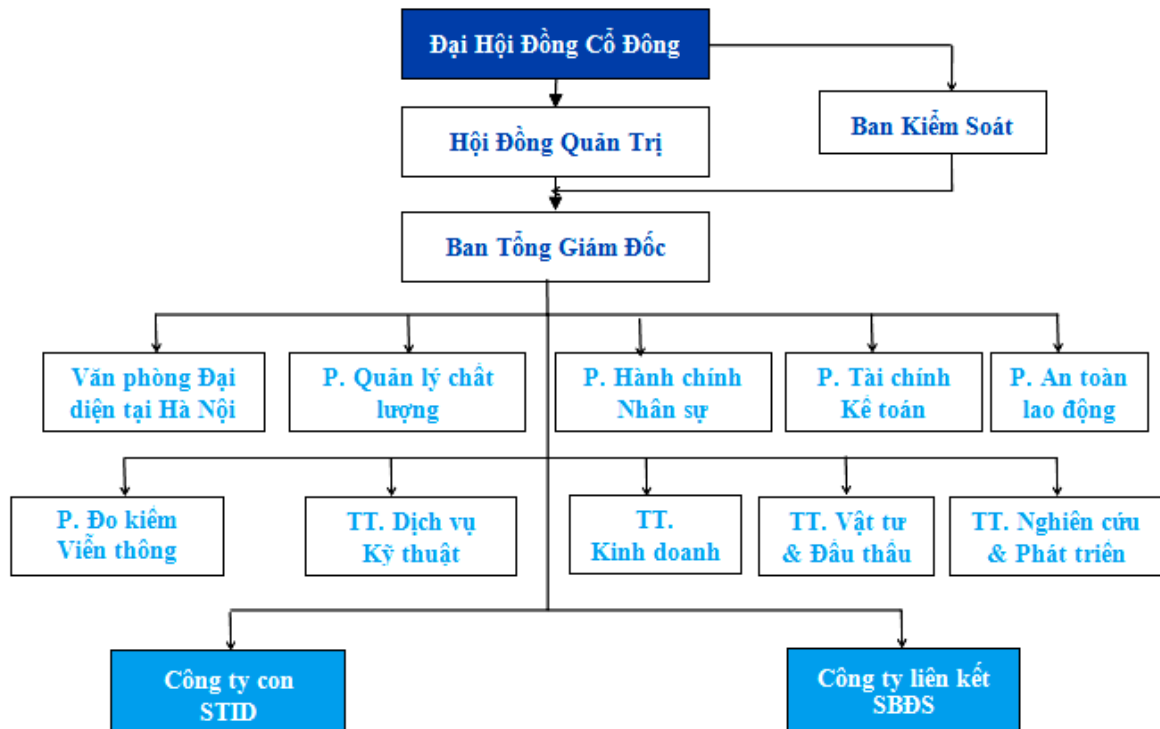 Đại Hội Đồng Cỗ Đông
Hội Đồng Quản Trị
Ban Kiểm Soát
Ban Tổng Giám Đốc
Văn phòng Đại
diện tại Hà Nội
P. Quản lý chất
lượng
P. Hành chính
Nhân sự
P. Tài chính
Kế toán
P. An toàn
lao động
P. Đo kiểm
Viễn thông
TT. Dịch vụ
Kỹ thuật
TT.
Kinh doanh
TT. Vật tư
& Đấu thầu
TT. Nghiên cứu
& Phát triển
Công ty con
STID
Công ty liên kết
SBĐS